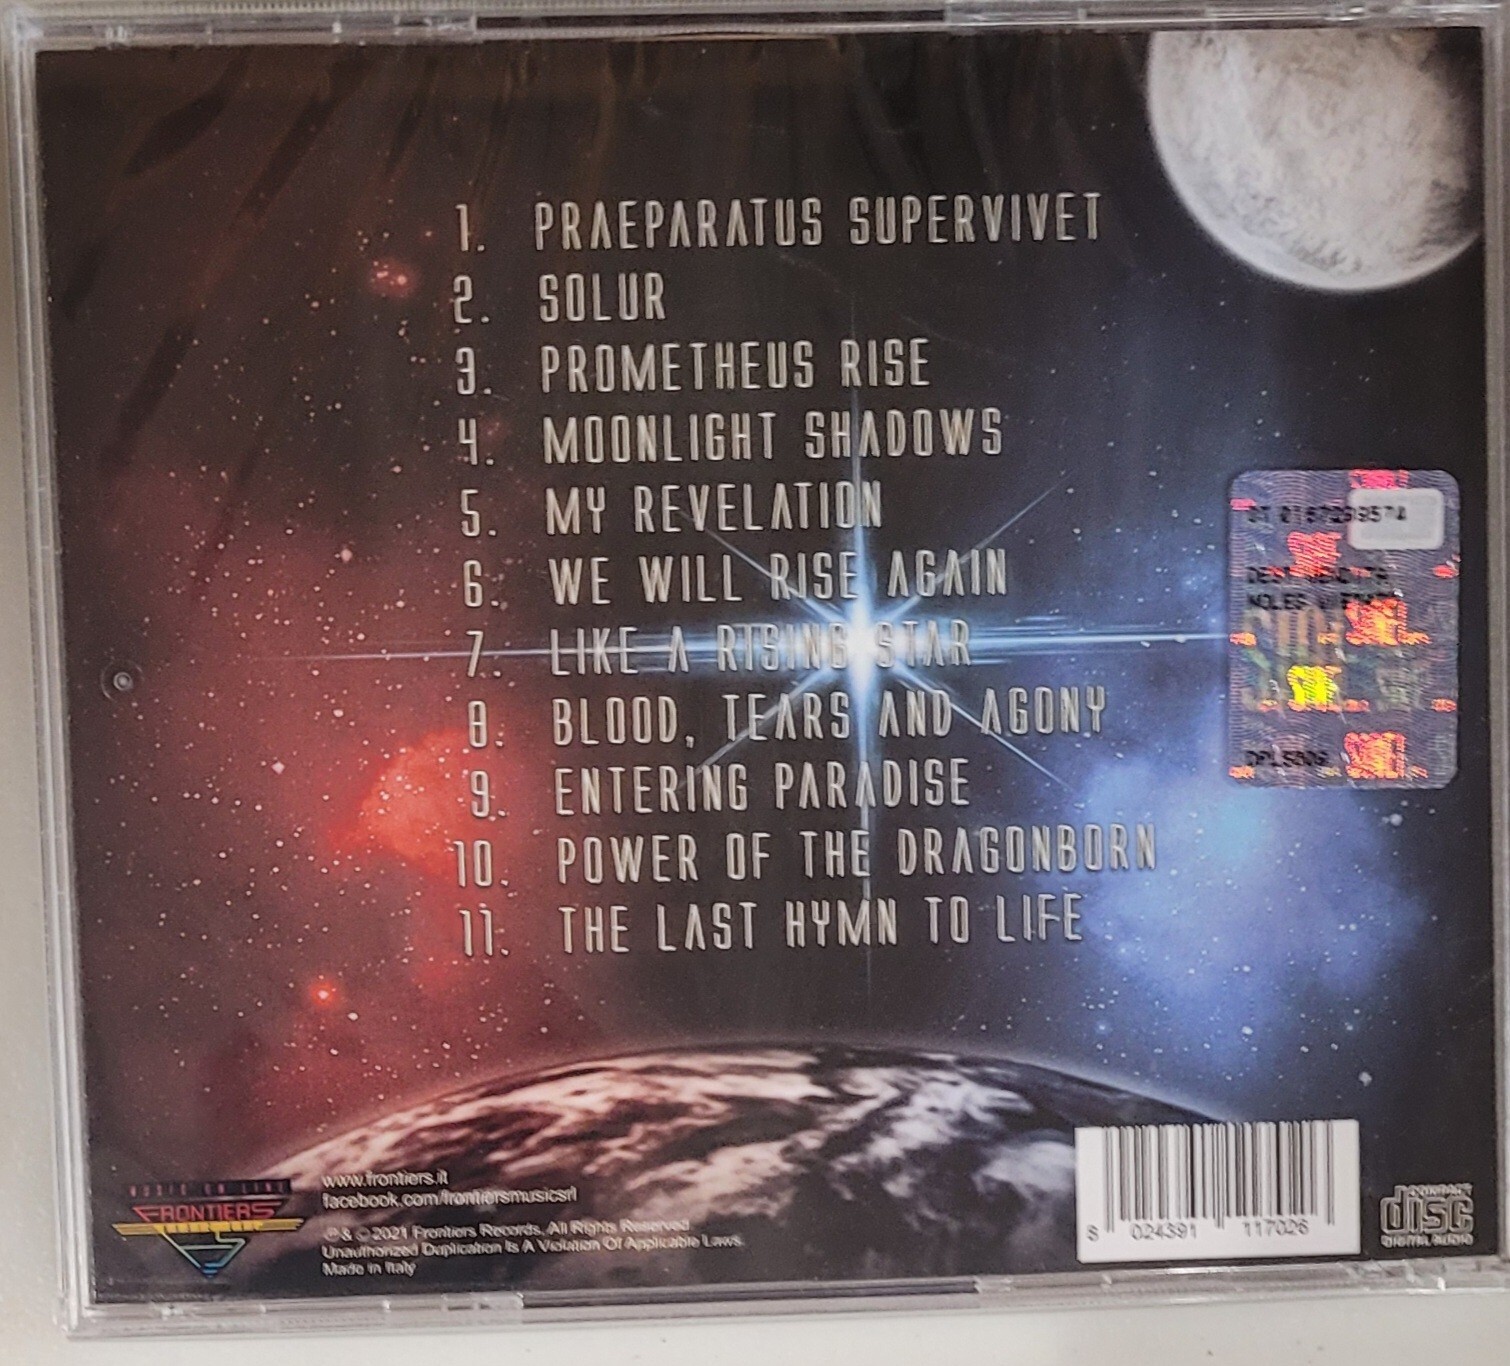 1. PRAEPARATUS SUPERVIVET
2. SOLUR
3. PROMETHEUS RISE
4. MOONLIGHT SHADOWS
5. MY REVELATION
6. WE WILL RISE AGAIN
7. LIKE A RISING STAR
8. BLOOD, TEARS AND AGONY
9. ENTERING PARADISE
10. POWER OF THE DRAGONBORN
11. THE LAST HYMN TO LIFE
FRONTIERS
www.frontiers.it
facebook.com/frontiersmusicsrl
℗ & © 2021 Frontiers Records. All Rights Reserved.
Unauthorized Duplication Is A Violation Of Applicable Laws.
Made in Italy
8 024391 117026
COMPACT
disc
DIGITAL AUDIO